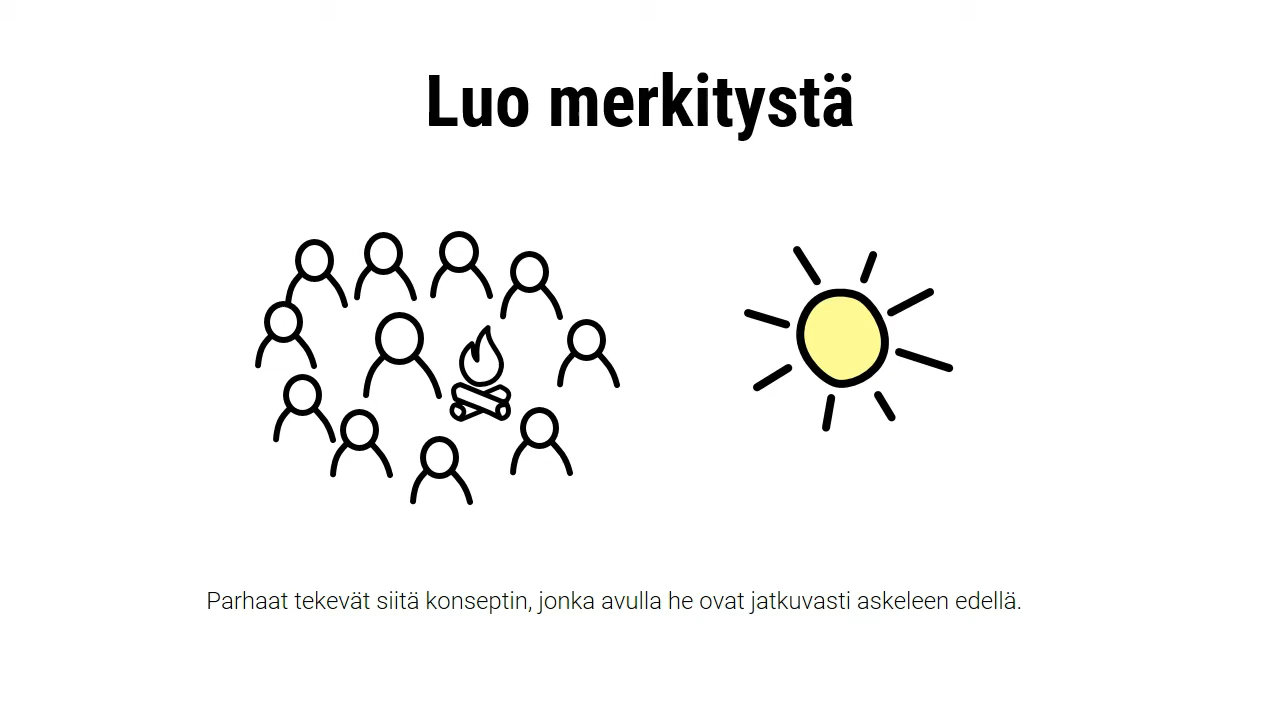 Luo merkitystä
Parhaat tekevät siitä konseptin, jonka avulla he ovat jatkuvasti askeleen edellä.